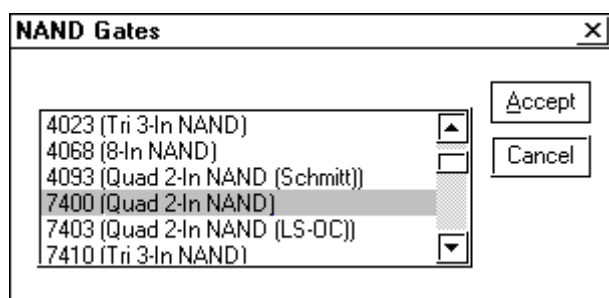 NAND Gates
4023 (Tri 3-In NAND)
4068 (8-In NAND)
4093 (Quad 2-In NAND (Schmitt))
7400 (Quad 2-In NAND)
7403 (Quad 2-In NAND (LS-OC))
7410 (Tri 3-In NAND)
Accept
Cancel